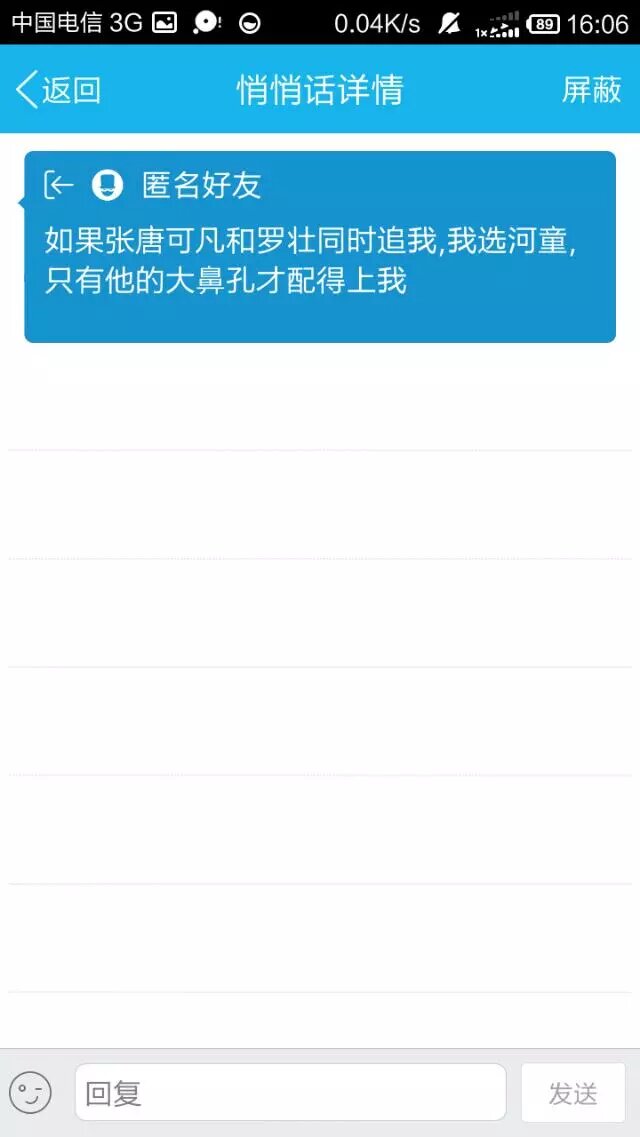 中国电信 3G 0.04K/s 1x 89 16:06
返回 悄悄话详情 屏蔽
匿名好友
如果张唐可凡和罗壮同时追我,我选河童,
只有他的大鼻孔才配得上我
回复 发送